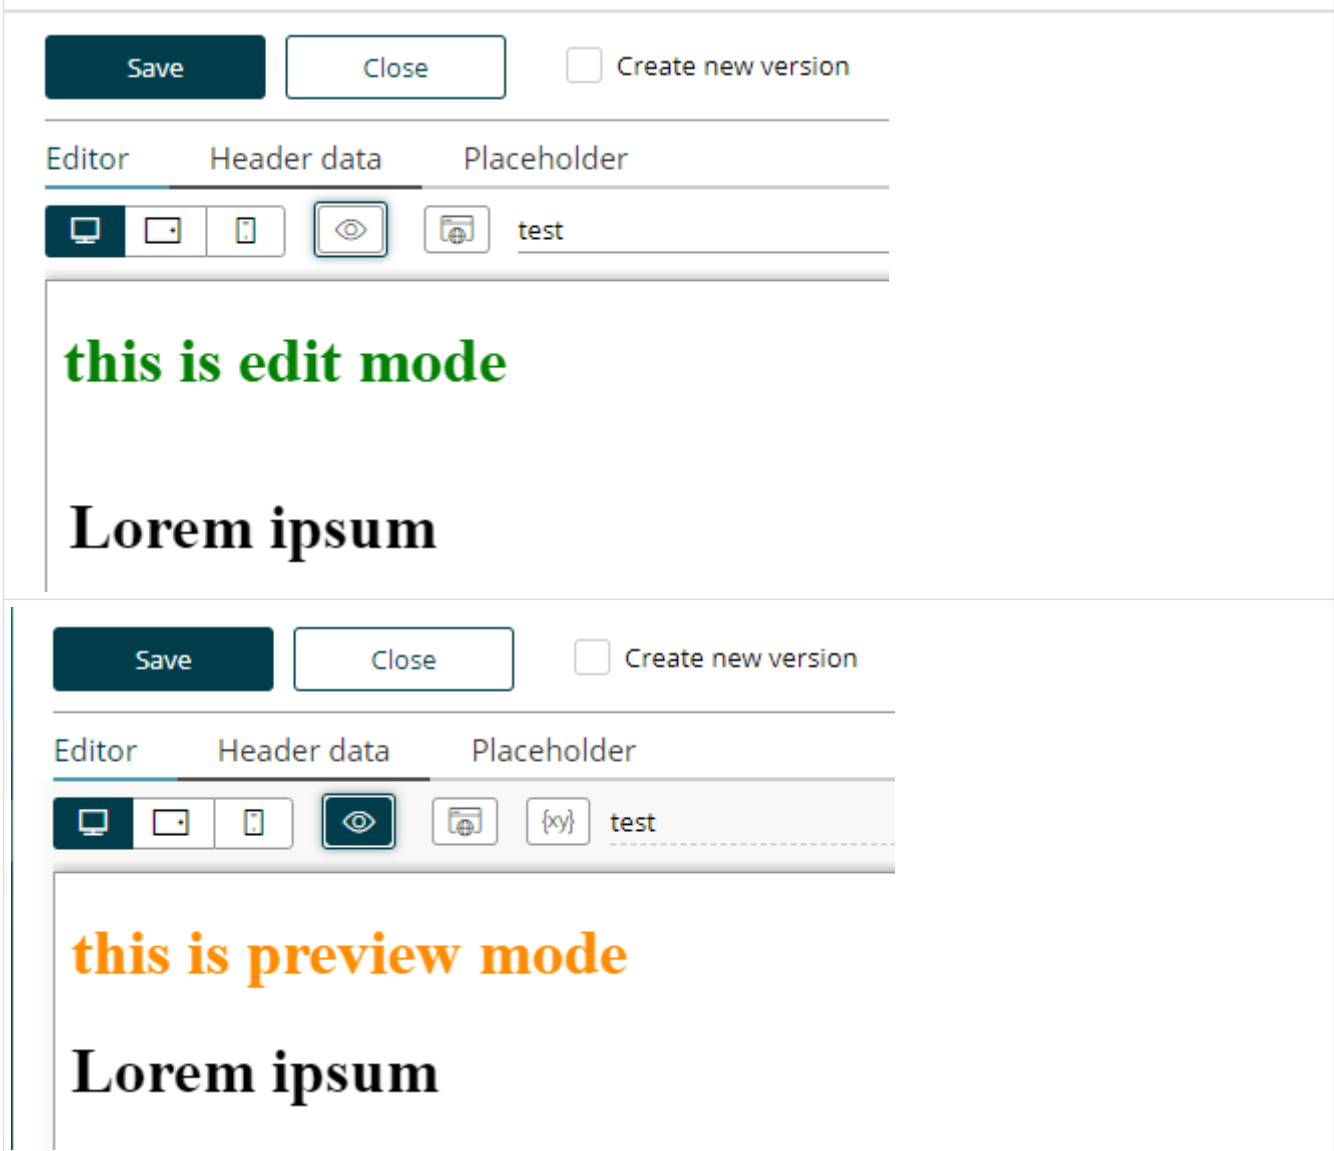 Save Close Create new version
Editor Header data Placeholder
test
this is edit mode
Lorem ipsum
Save Close Create new version
Editor Header data Placeholder
{xy} test
this is preview mode
Lorem ipsum